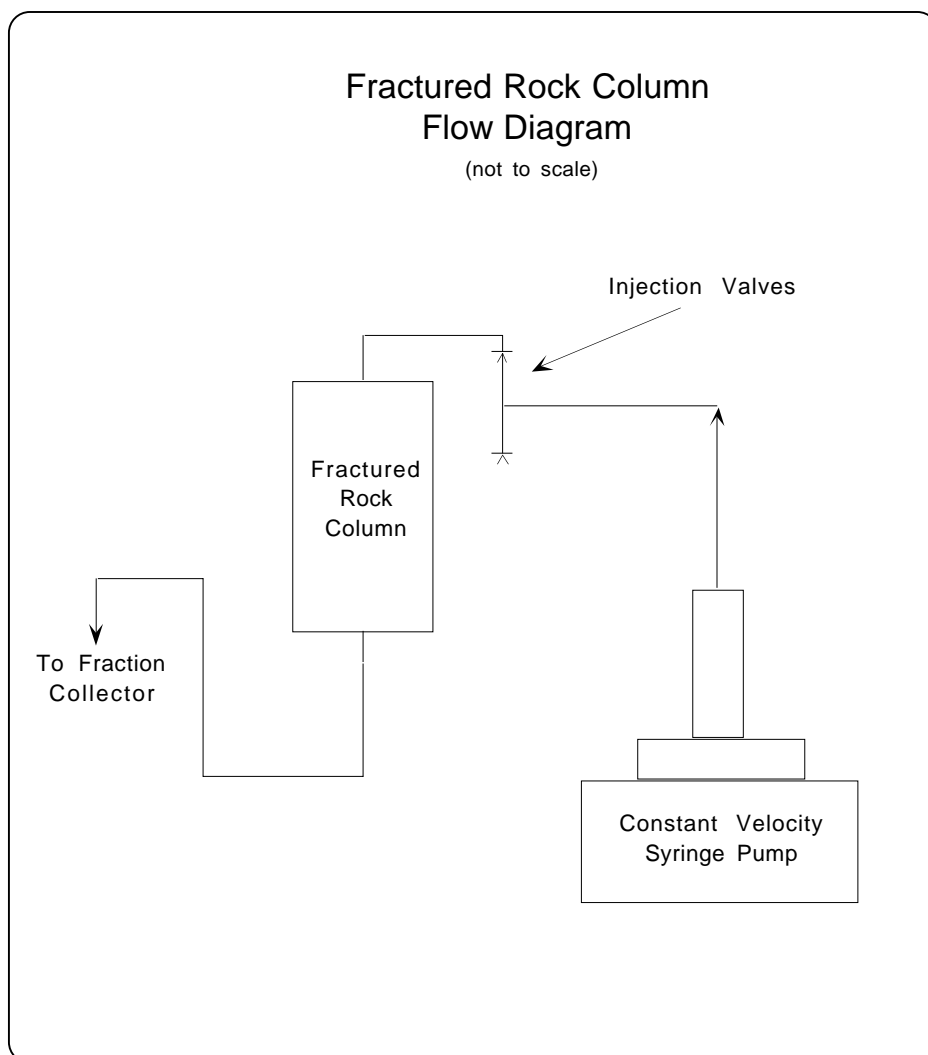 Fractured Rock Column
Flow Diagram
(not to scale)
Injection Valves
Fractured
Rock
Column
To Fraction
Collector
Constant Velocity
Syringe Pump